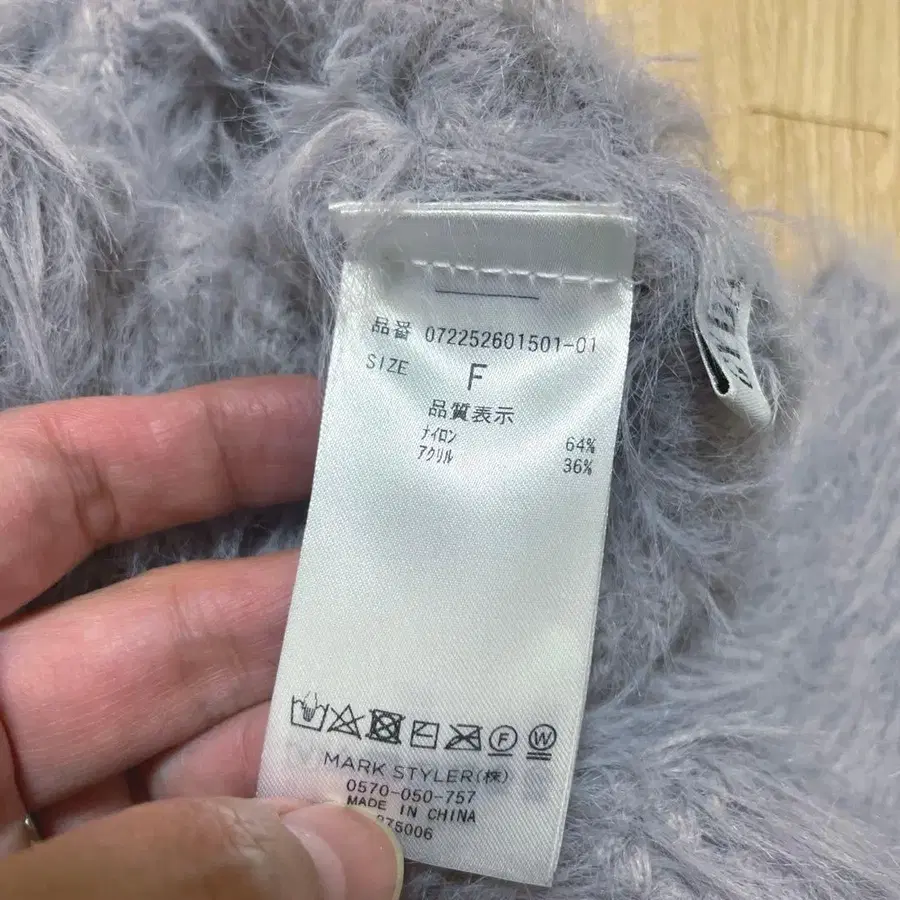 品番 072252601501-01
SIZE F
品質表示
ナイロン 64%
アクリル 36%
F W
MARK STYLER(株)
0570-050-757
MADE IN CHINA
275006